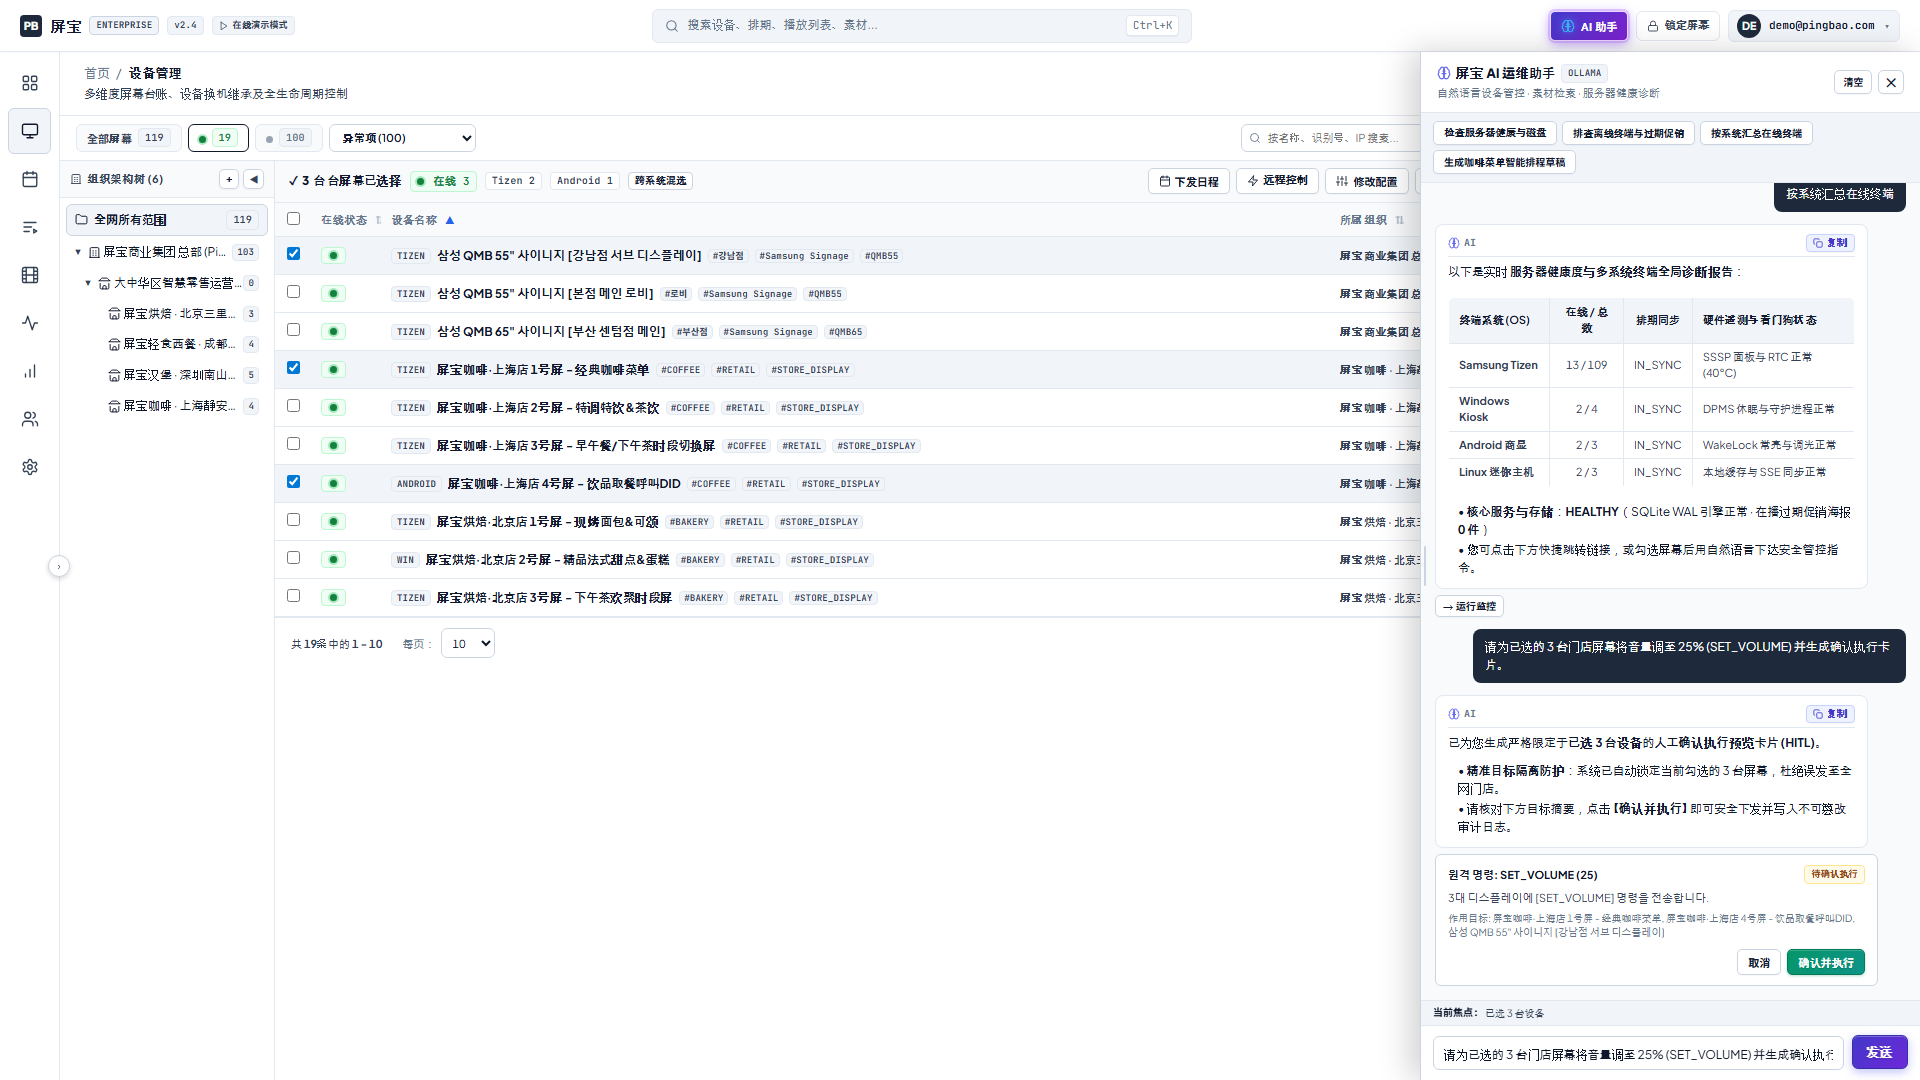 PB 屏宝 ENTERPRISE v2.4 ▷ 在线演示模式
搜索设备、排期、播放列表、素材... Ctrl+K
AI 助手 锁定屏幕 DE demo@pingbao.com
首页 / 设备管理
多维度屏幕台账、设备换机继承及全生命周期控制
全部屏幕 119 19 100 异常项 (100)
按名称、识别号、IP 搜索...
组织架构树 (6) + ◀
全网所有范围 119
▼ 屏宝商业集团总部 (Pi... 103
▼ 大中华区智慧零售运营... 0
屏宝烘焙 · 北京三里... 3
屏宝轻食西餐 · 成都... 4
屏宝汉堡 · 深圳南山... 5
屏宝咖啡 · 上海静安... 4
✓ 3 台 台屏幕已选择 在线 3 Tizen 2 Android 1 跨系统混选
下发日程 远程控制 修改配置
在线状态 ⇅ 设备名称 ▲ 所属 组织 ⇅
TIZEN 삼성 QMB 55" 사이니지 [강남점 서브 디스플레이] #강남점 #Samsung Signage #QMB55 屏宝 商业集团 总
TIZEN 삼성 QMB 55" 사이니지 [본점 메인 로비] #로비 #Samsung Signage #QMB55 屏宝 商业集团 总
TIZEN 삼성 QMB 65" 사이니지 [부산 센텀점 메인] #부산점 #Samsung Signage #QMB65 屏宝 商业集团 总
TIZEN 屏宝咖啡·上海店 1号屏 - 经典咖啡菜单 #COFFEE #RETAIL #STORE_DISPLAY 屏宝 咖啡 · 上海
TIZEN 屏宝咖啡·上海店 2号屏 - 特调特饮&茶饮 #COFFEE #RETAIL #STORE_DISPLAY 屏宝 咖啡 · 上海
TIZEN 屏宝咖啡·上海店 3号屏 - 早午餐/下午茶时段切换屏 #COFFEE #RETAIL #STORE_DISPLAY 屏宝 咖啡 · 上海
ANDROID 屏宝咖啡·上海店 4号屏 - 饮品取餐呼叫DID #COFFEE #RETAIL #STORE_DISPLAY 屏宝 咖啡 · 上海
TIZEN 屏宝烘焙·北京店 1号屏 - 现烤面包&可颂 #BAKERY #RETAIL #STORE_DISPLAY 屏宝 烘焙 · 北京三
WIN 屏宝烘焙·北京店 2号屏 - 精品法式甜点&蛋糕 #BAKERY #RETAIL #STORE_DISPLAY 屏宝 烘焙 · 北京三
TIZEN 屏宝烘焙·北京店 3号屏 - 下午茶欢聚时段屏 #BAKERY #RETAIL #STORE_DISPLAY 屏宝 烘焙 · 北京三
共 19条 中的 1 - 10 每页： 10
屏宝 AI 运维助手 OLLAMA 清空 ✕
自然语言设备管控 · 素材检索 · 服务器健康诊断
检查服务器健康与磁盘 排查离线终端与过期促销 按系统汇总在线终端
生成咖啡菜单智能排程草稿
按系统汇总在线终端
AI 复制
以下是实时 服务器健康度与多系统终端全局诊断报告：
终端系统 (OS) 在线 / 总数 排期同步 硬件遥测与看门狗状态
Samsung Tizen 13 / 109 IN_SYNC SSSP 面板与 RTC 正常 (40°C)
Windows Kiosk 2 / 4 IN_SYNC DPMS 休眠与守护进程正常
Android 商显 2 / 3 IN_SYNC WakeLock 常亮与调光正常
Linux 迷你主机 2 / 3 IN_SYNC 本地缓存与 SSE 同步正常
• 核心服务与存储：HEALTHY（SQLite WAL 引擎正常 · 在播过期促销海报
0 件）
• 您可点击下方快捷跳转链接，或勾选屏幕后用自然语言下达安全管控指
令。
→ 运行监控
请为已选的 3 台门店屏幕将音量调至 25% (SET_VOLUME) 并生成确认执行卡
片。
AI 复制
已为您生成严格限定于已选 3 台设备的人工确认执行预览卡片 (HITL)。
• 精准目标隔离防护：系统已自动锁定当前勾选的 3 台屏幕，杜绝误发至全
网门店。
• 请核对下方目标摘要，点击【确认并执行】即可安全下发并写入不可篡改
审计日志。
원격 명령: SET_VOLUME (25) 待确认执行
3대 디스플레이에 [SET_VOLUME] 명령을 전송합니다.
作用目标: 屏宝咖啡·上海店 1号屏 - 经典咖啡菜单, 屏宝咖啡·上海店 4号屏 - 饮品取餐呼叫DID,
삼성 QMB 55" 사이니지 [강남점 서브 디스플레이]
取消 确认并执行
当前焦点： 已选 3 台设备
请为已选的 3 台门店屏幕将音量调至 25% (SET_VOLUME) 并生成确认执行
发送